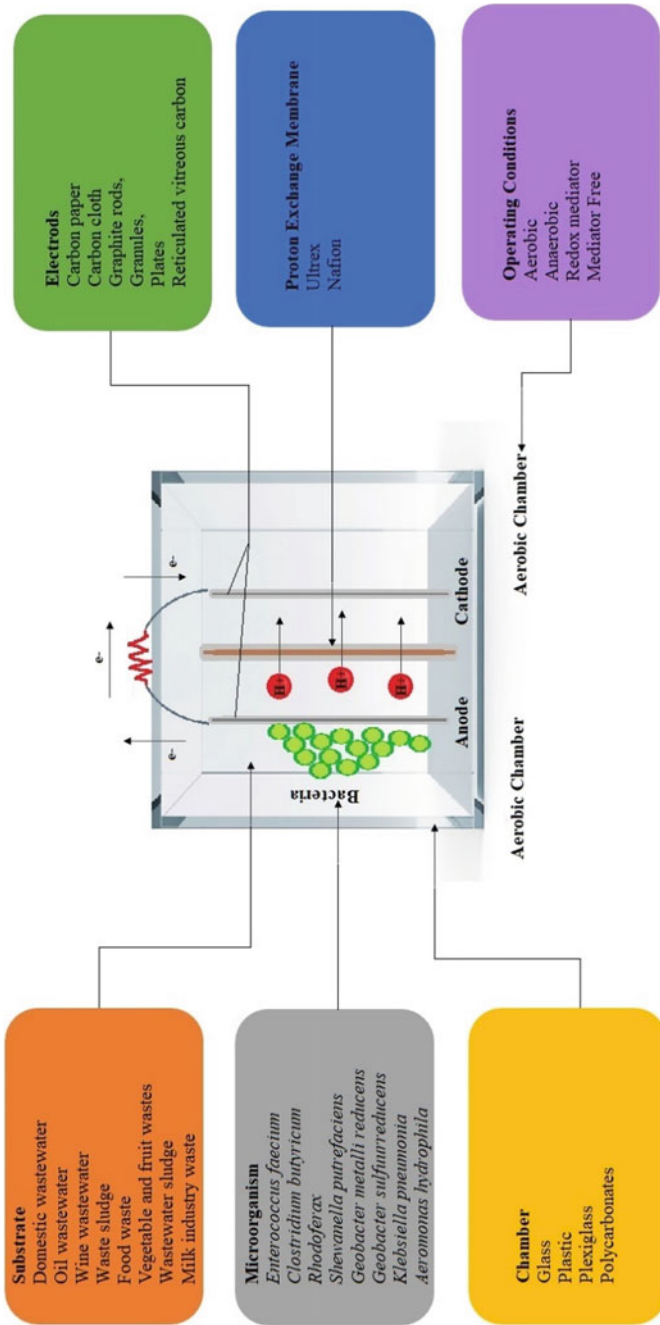 Substrate
Domestic wastewater
Oil wastewater
Wine wastewater
Waste sludge
Food waste
Vegetable and fruit wastes
Wastewater sludge
Milk industry waste
Microorganism
Enterococcus faecium
Clostridium butyricum
Rhodoferax
Shewanella putrefaciens
Geobacter metalli reducens
Geobacter sulfuurreducens
Klebsiella pneumonia
Aeromonas hydrophila
Chamber
Glass
Plastic
Plexiglass
Polycarbonates
e-
e-
e-
Bacteria
H+
H+
H+
Anode
Cathode
Aerobic Chamber
Aerobic Chamber
Electrods
Carbon paper
Carbon cloth
Graphite rods,
Granules,
Plates
Reticulated vitreous carbon
Proton Exchange Membrane
Ultrex
Nafion
Operating Conditions
Aerobic
Anaerobic
Redox mediator
Mediator Free